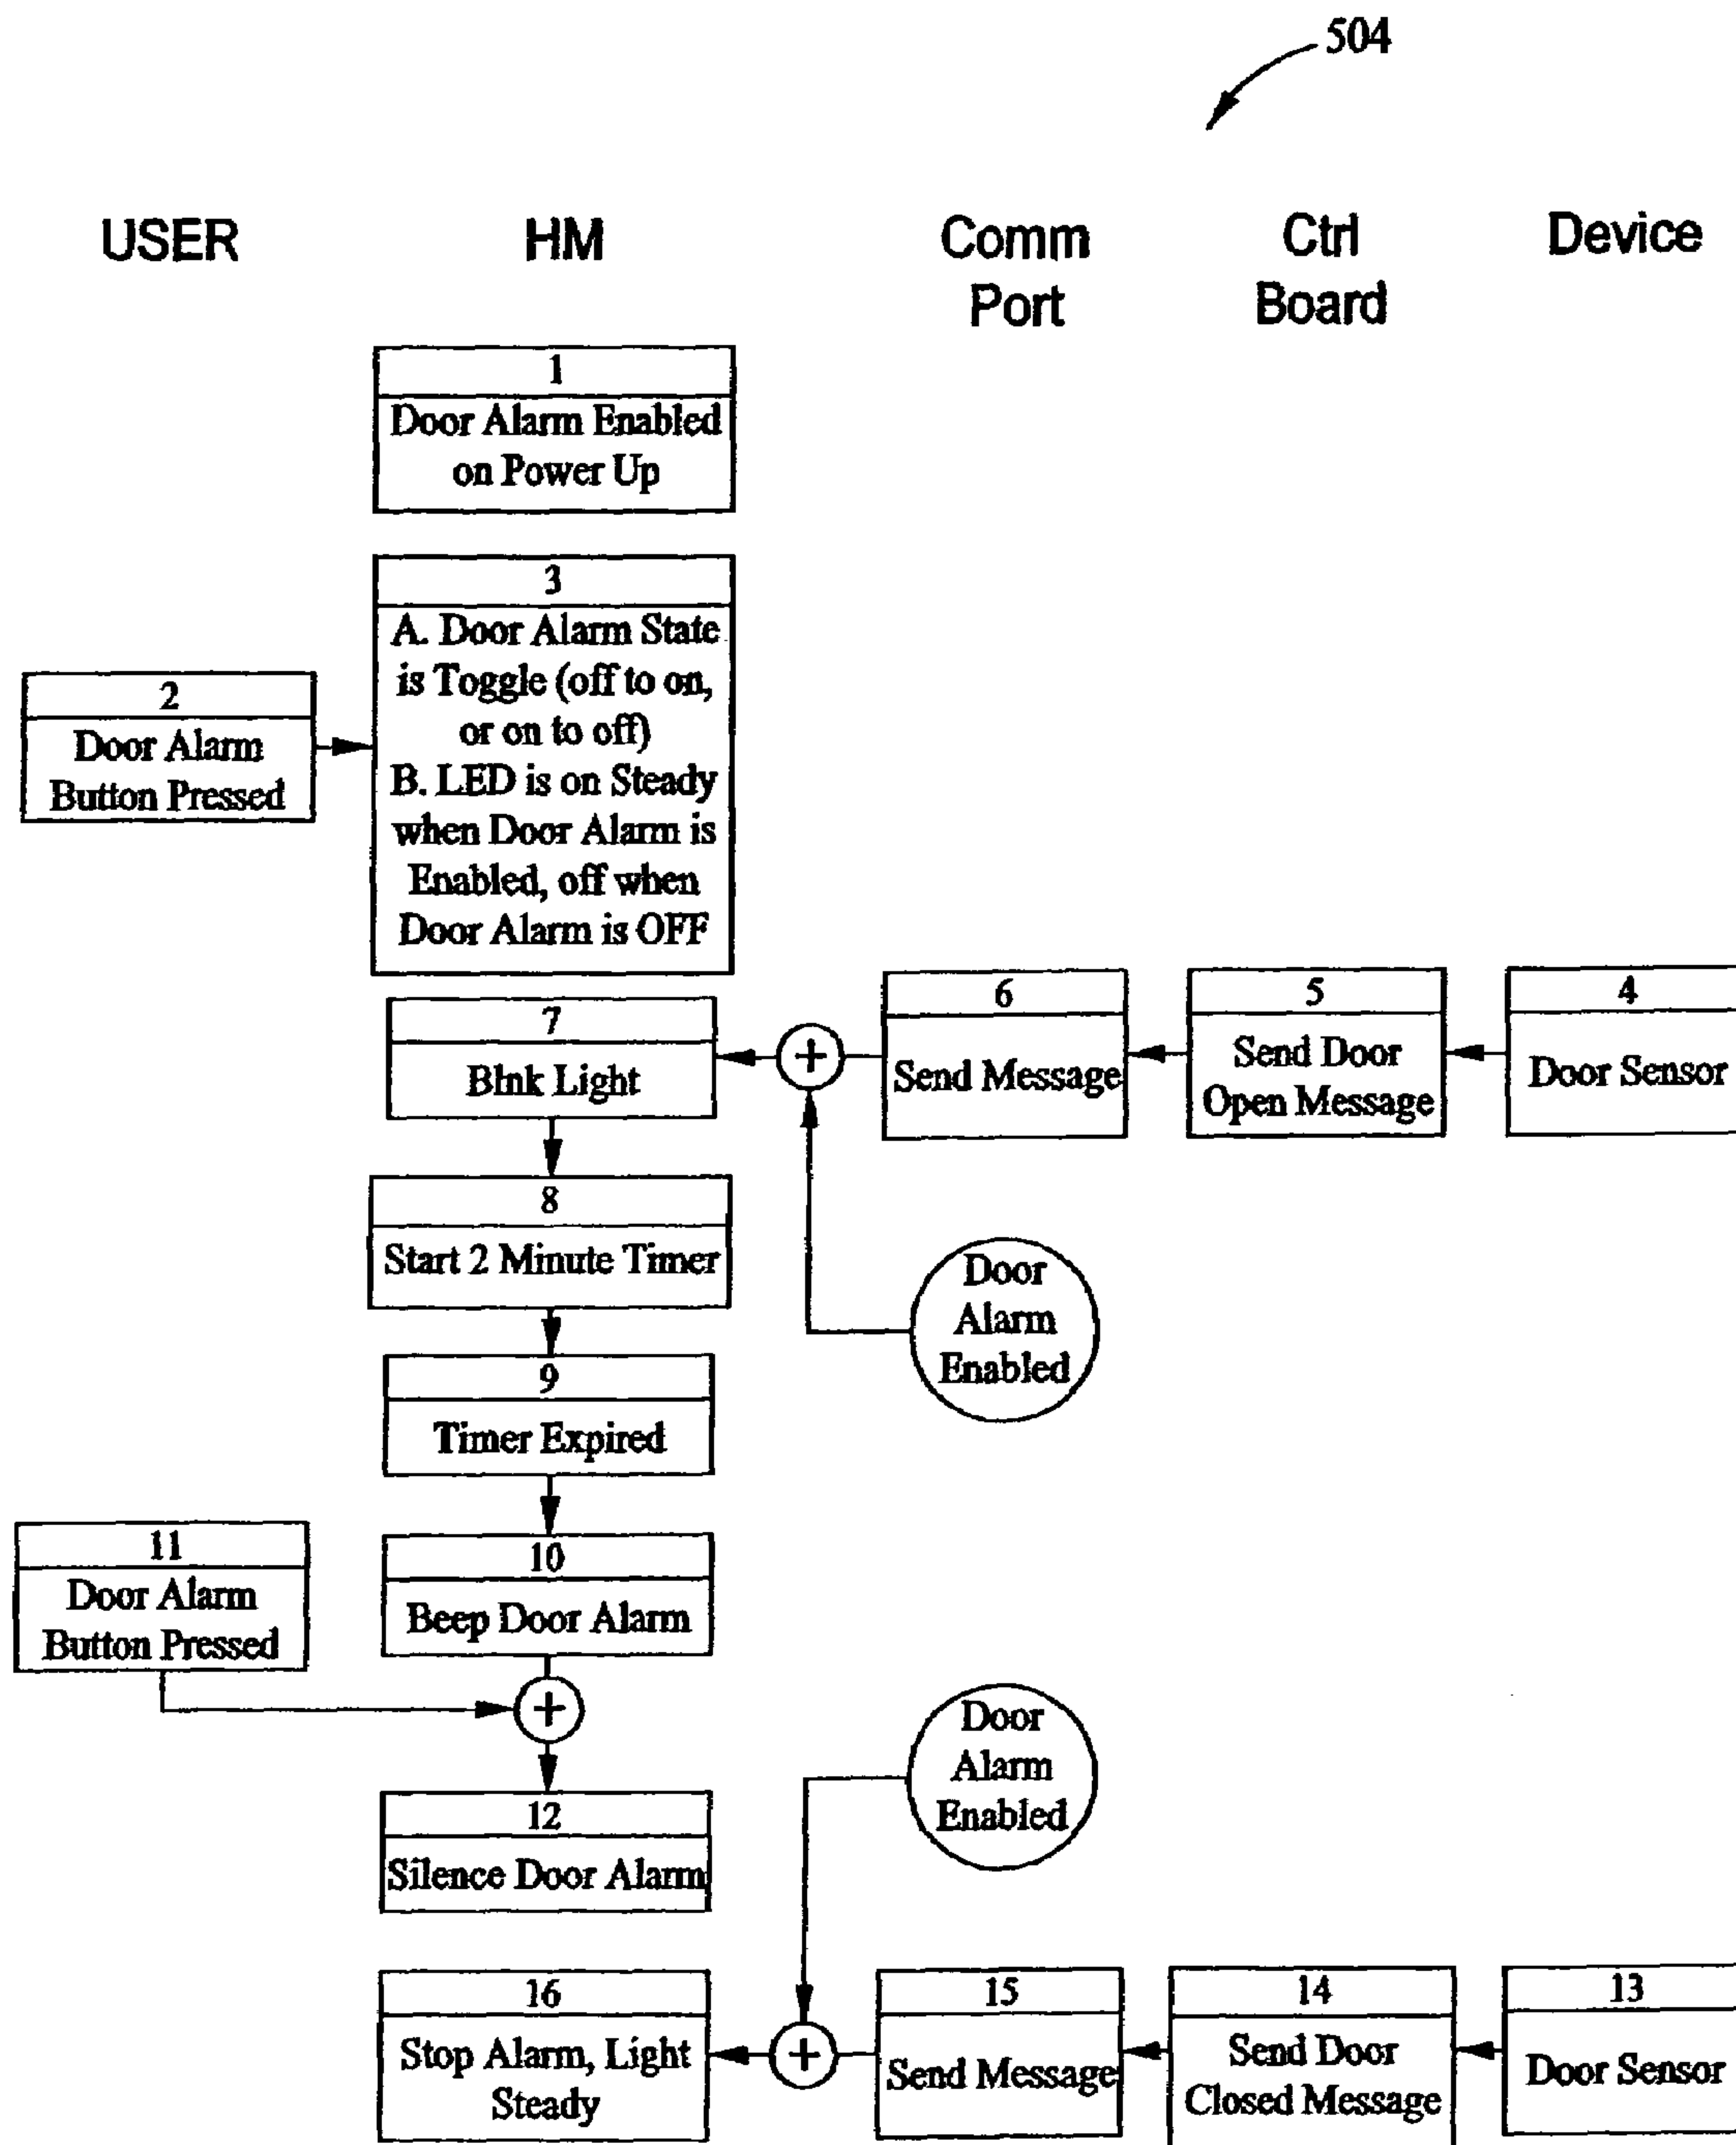 504
USER
HM
Comm
Port
Ctrl
Board
Device
1
Door Alarm Enabled
on Power Up
3
A. Door Alarm State
is Toggle (off to on,
or on to off)
B. LED is on Steady
when Door Alarm is
Enabled, off when
Door Alarm is OFF
2
Door Alarm
Button Pressed
7
Blnk Light
6
Send Message
5
Send Door
Open Message
4
Door Sensor
8
Start 2 Minute Timer
Door
Alarm
Enabled
9
Timer Expired
11
Door Alarm
Button Pressed
10
Beep Door Alarm
+
+
12
Silence Door Alarm
Door
Alarm
Enabled
16
Stop Alarm, Light
Steady
+
15
Send Message
14
Send Door
Closed Message
13
Door Sensor